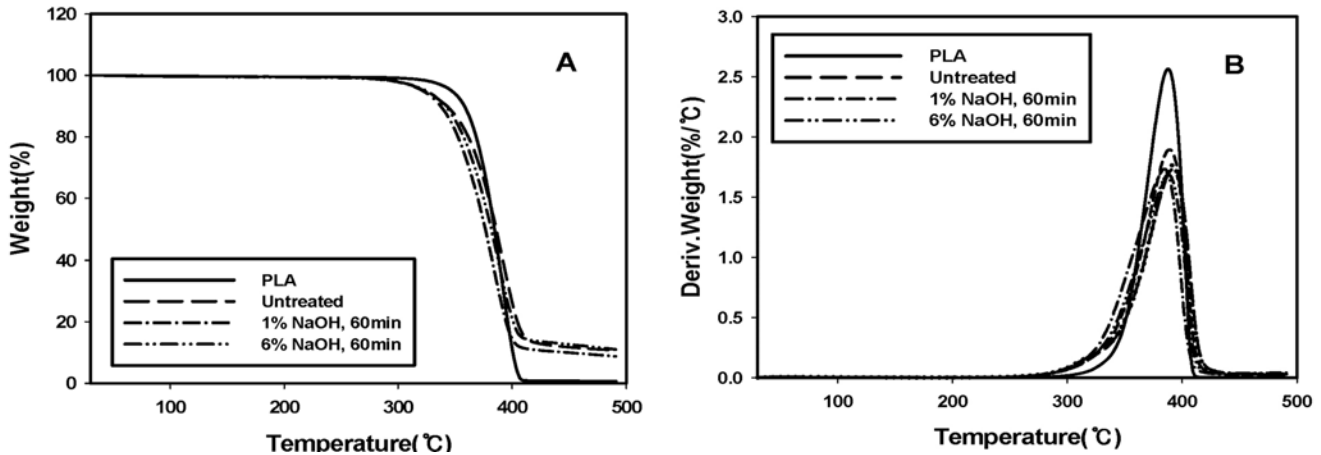 120
100
80
60
40
20
0
Weight(%)
A
PLA
Untreated
1% NaOH, 60min
6% NaOH, 60min
100
200
300
400
500
Temperature(℃)
3.0
2.5
2.0
1.5
1.0
0.5
0.0
Deriv.Weight(%/℃)
PLA
Untreated
1% NaOH, 60min
6% NaOH, 60min
B
100
200
300
400
500
Temperature(℃)